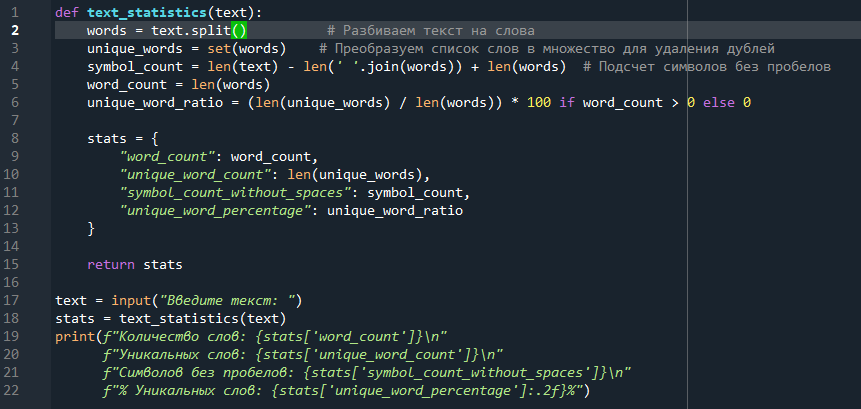 1 def text_statistics(text):
2     words = text.split()          # Разбиваем текст на слова
3     unique_words = set(words)    # Преобразуем список слов в множество для удаления дублей
4     symbol_count = len(text) - len(' '.join(words)) + len(words)  # Подсчет символов без пробелов
5     word_count = len(words)
6     unique_word_ratio = (len(unique_words) / len(words)) * 100 if word_count > 0 else 0
7
8     stats = {
9         "word_count": word_count,
10         "unique_word_count": len(unique_words),
11         "symbol_count_without_spaces": symbol_count,
12         "unique_word_percentage": unique_word_ratio
13     }
14
15     return stats
16
17 text = input("Введите текст: ")
18 stats = text_statistics(text)
19 print(f"Количество слов: {stats['word_count']}\n"
20       f"Уникальных слов: {stats['unique_word_count']}\n"
21       f"Символов без пробелов: {stats['symbol_count_without_spaces']}\n"
22       f"% Уникальных слов: {stats['unique_word_percentage']:.2f}%")